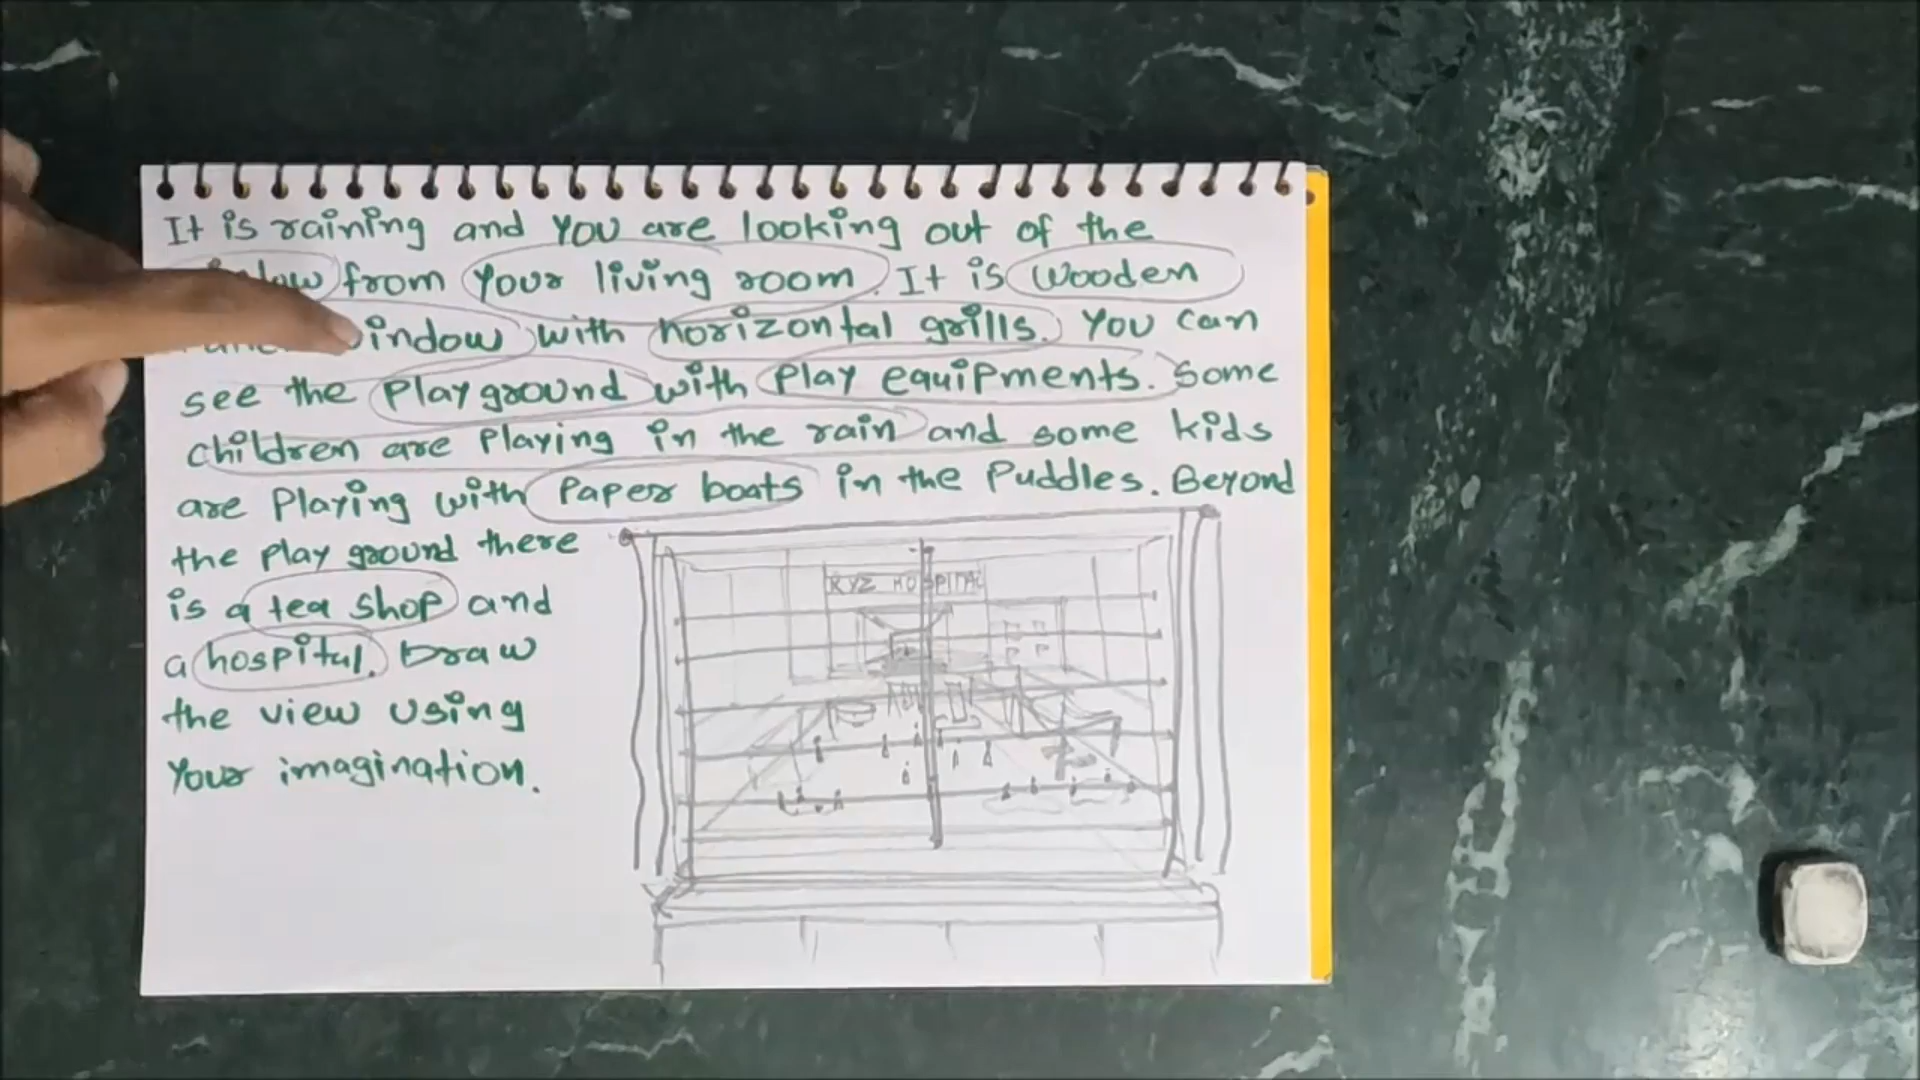 It is raining and you are looking out of the
from your living room. It is wooden
window with horizontal grills. You can
see the playground with play equipments. Some
children are playing in the rain and some kids
are playing with paper boats in the puddles. Beyond
the play ground there
is a tea shop and
a hospital. Draw
the view using
your imagination.
XYZ HOSPITAL